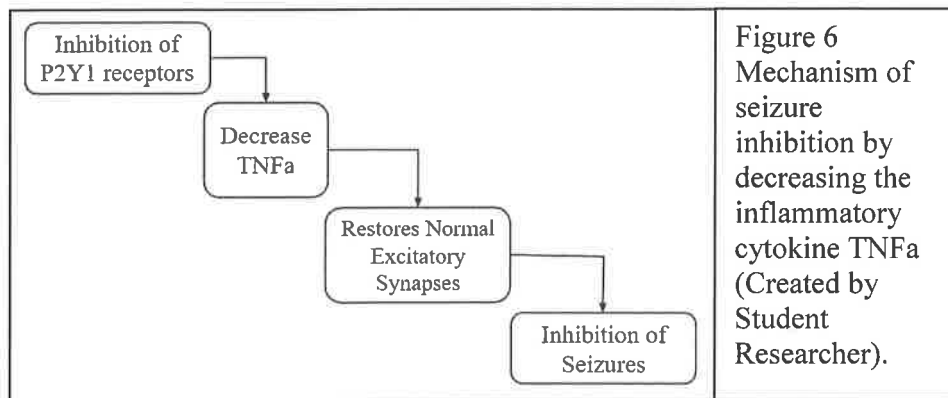 Inhibition of
P2Y1 receptors
Decrease
TNFa
Restores Normal
Excitatory
Synapses
Inhibition of
Seizures
Figure 6
Mechanism of
seizure
inhibition by
decreasing the
inflammatory
cytokine TNFa
(Created by
Student
Researcher).